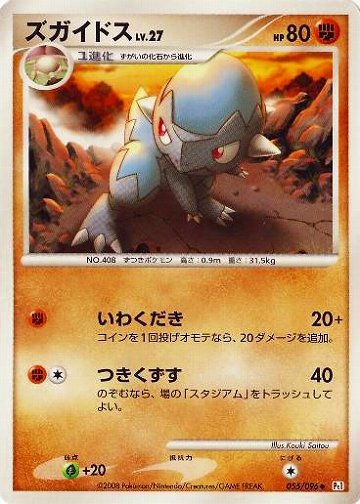 ズガイドス LV.27 HP 80
1進化 ずがいの化石から進化
NO.408 ずつきポケモン 高さ:0.9m 重さ:31.5kg
いわくだき 20+
コインを1回投げオモテなら、20ダメージを追加。
つきくずす 40
のぞむなら、場の「スタジアム」をトラッシュして
よい。
Illus. Kouki Saitou
弱点 +20 抵抗力 にげる
©2008 Pokémon/Nintendo/Creatures/GAME FREAK. 055/096 Pt1